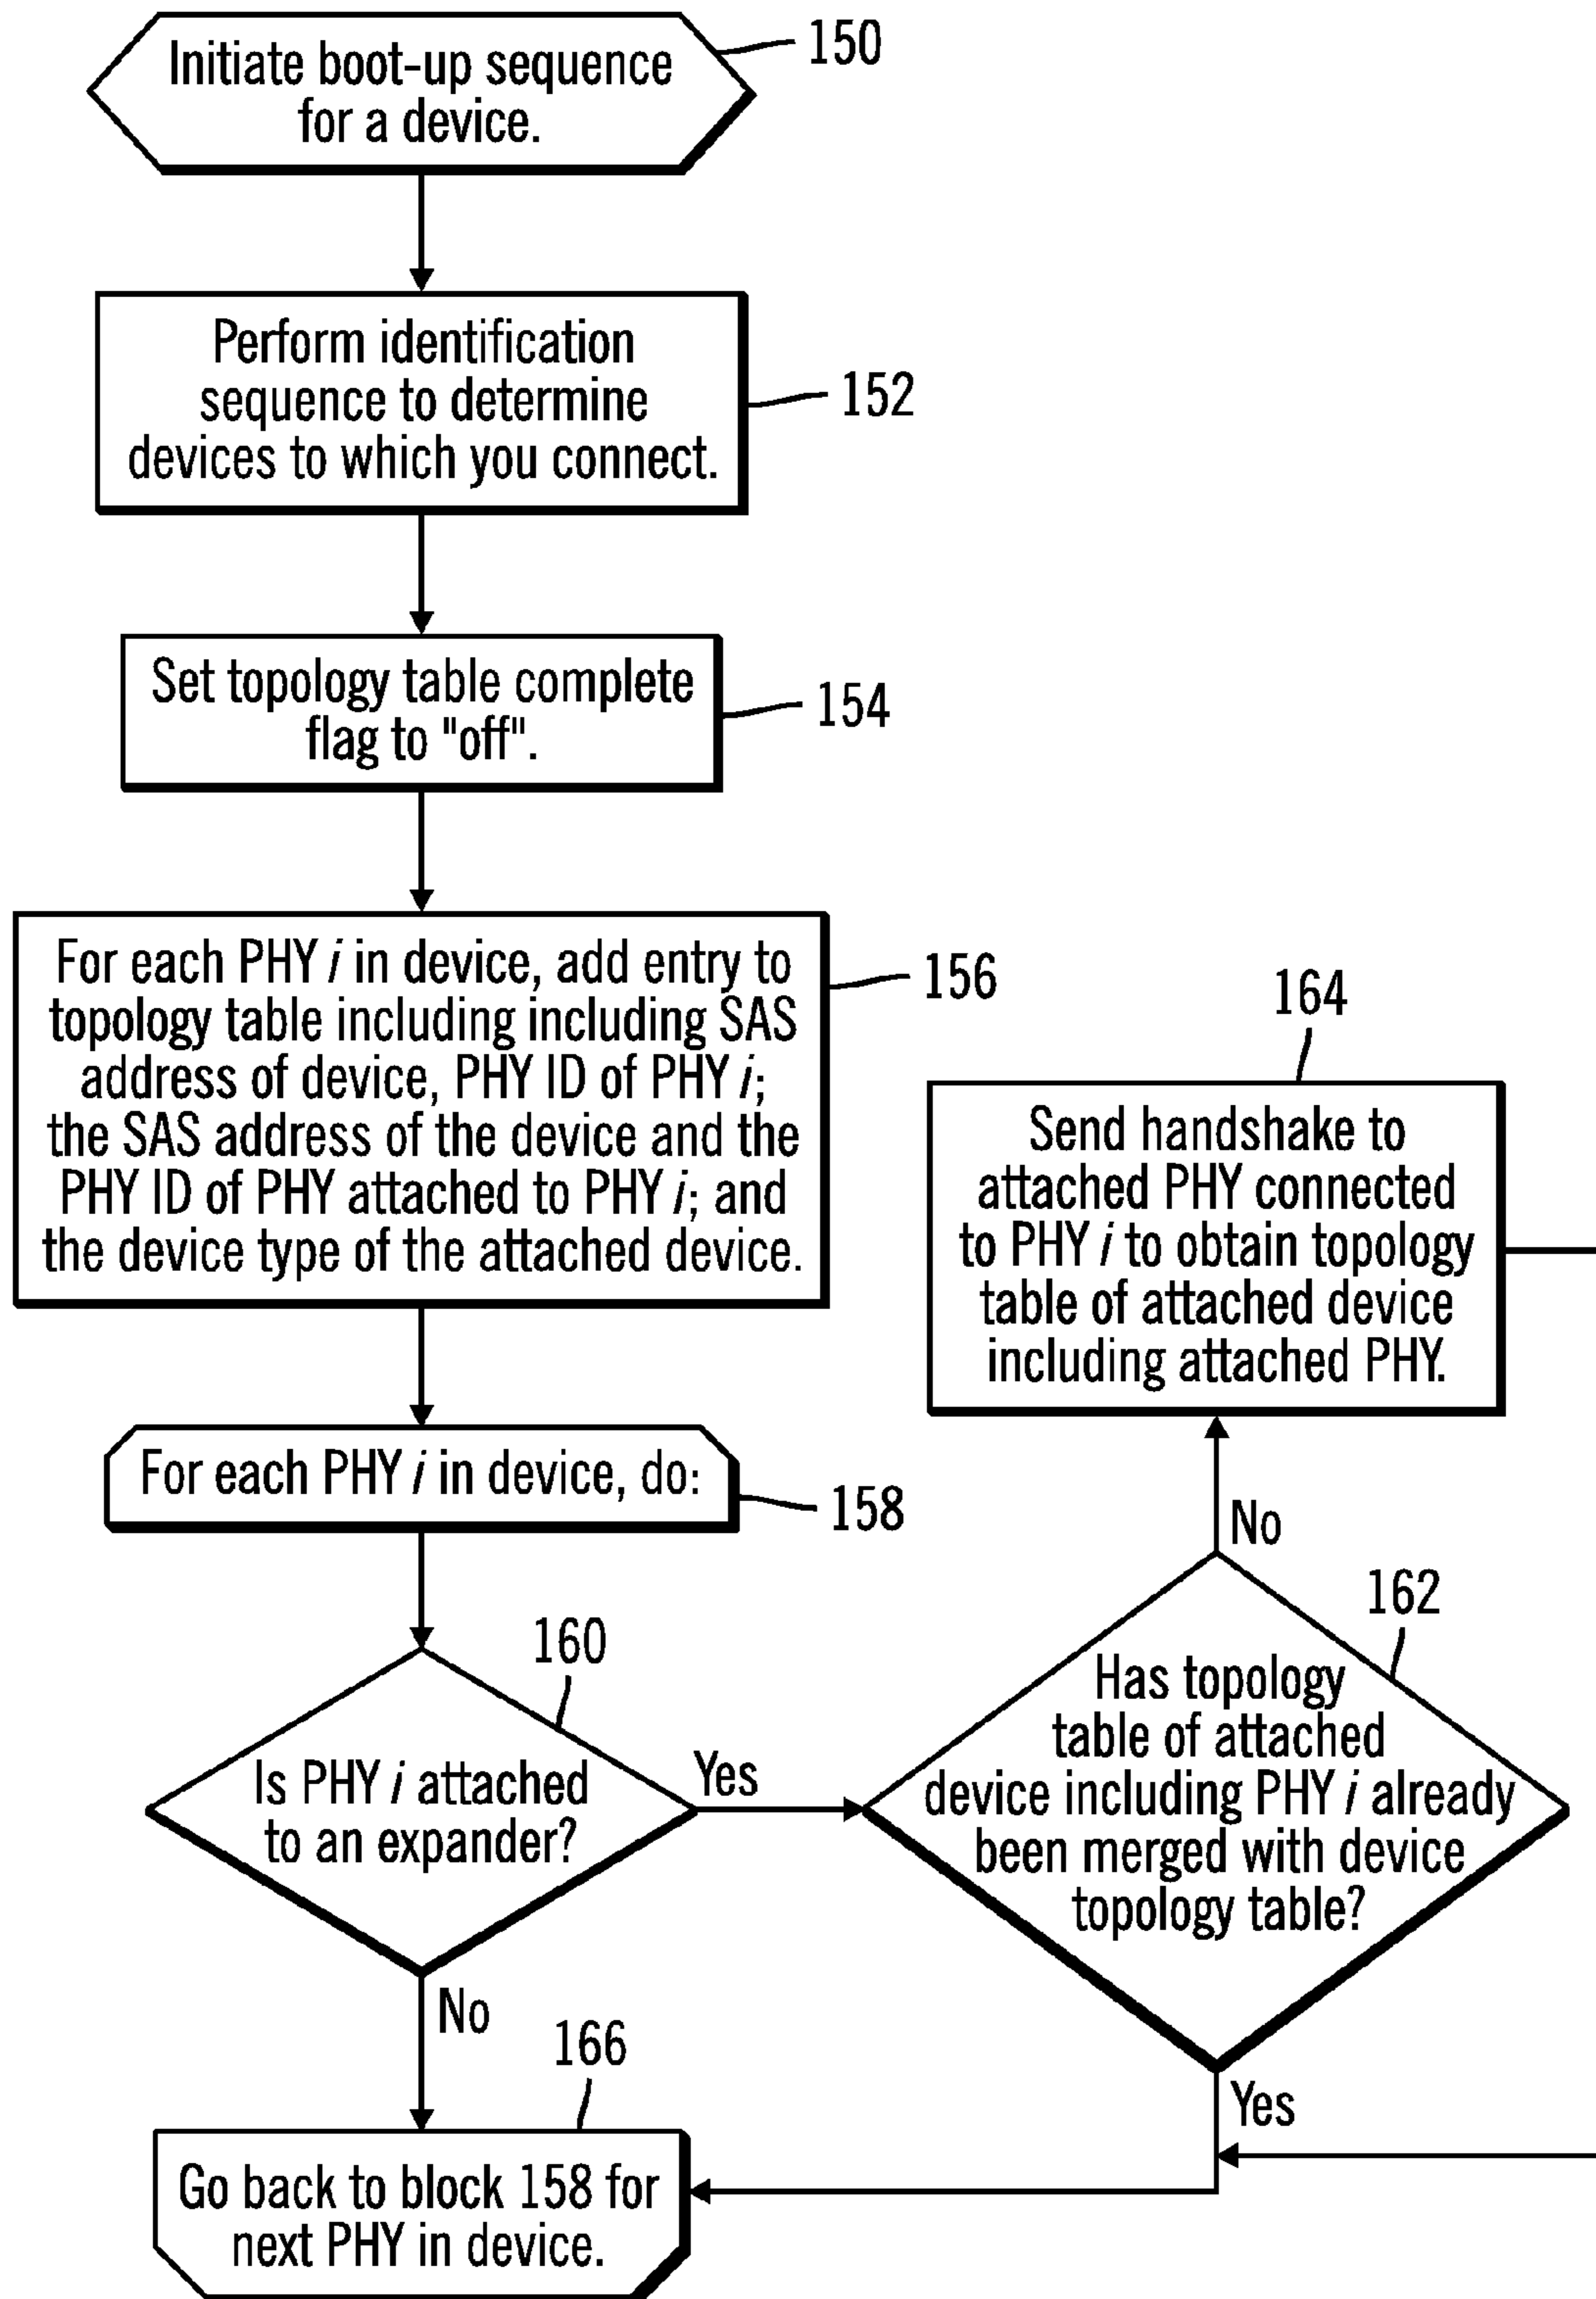 Initiate boot-up sequence
for a device.
150
Perform identification
sequence to determine
devices to which you connect.
152
Set topology table complete
flag to "off".
154
For each PHY i in device, add entry to
topology table including including SAS
address of device, PHY ID of PHY i;
the SAS address of the device and the
PHY ID of PHY attached to PHY i; and
the device type of the attached device.
156
For each PHY i in device, do:
158
160
Is PHY i attached
to an expander?
Yes
No
162
Has topology
table of attached
device including PHY i already
been merged with device
topology table?
No
Yes
164
Send handshake to
attached PHY connected
to PHY i to obtain topology
table of attached device
including attached PHY.
166
Go back to block 158 for
next PHY in device.